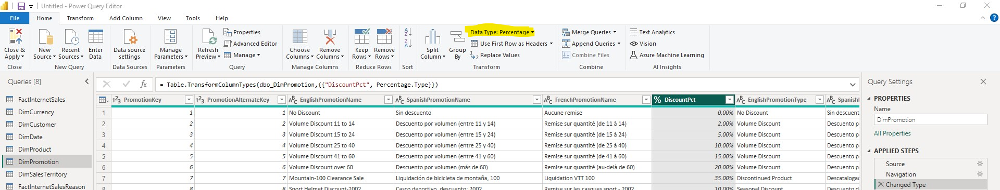 Untitled - Power Query Editor
File Home Transform Add Column View Tools Help
Close & Apply
Close
New Source
Recent Sources
Enter Data
New Query
Data source settings
Data Sources
Manage Parameters
Parameters
Refresh Preview
Properties
Advanced Editor
Manage
Query
Choose Columns
Remove Columns
Manage Columns
Keep Rows
Remove Rows
Reduce Rows
Sort
Split Column
Group By
Data Type: Percentage
Use First Row as Headers
Replace Values
Transform
Merge Queries
Append Queries
Combine Files
Combine
Text Analytics
Vision
Azure Machine Learning
AI Insights
Queries [8]
FactInternetSales
DimCurrency
DimCustomer
DimDate
DimProduct
DimPromotion
DimSalesTerritory
FactInternetSalesReason
= Table.TransformColumnTypes(dbo_DimPromotion,{{"DiscountPct", Percentage.Type}})
PromotionKey PromotionAlternateKey EnglishPromotionName SpanishPromotionName FrenchPromotionName DiscountPct EnglishPromotionType Spanish
1 1 1 No Discount Sin descuento Aucune remise 0.00% No Discount Sin descuent
2 2 2 Volume Discount 11 to 14 Descuento por volumen (entre 11 y 14) Remise sur quantité (de 11 à 14) 2.00% Volume Discount Descuento p
3 3 3 Volume Discount 15 to 24 Descuento por volumen (entre 15 y 24) Remise sur quantité (de 15 à 24) 5.00% Volume Discount Descuento p
4 4 4 Volume Discount 25 to 40 Descuento por volumen (entre 25 y 40) Remise sur quantité (de 25 à 40) 10.00% Volume Discount Descuento p
5 5 5 Volume Discount 41 to 60 Descuento por volumen (entre 41 y 60) Remise sur quantité (de 41 à 60) 15.00% Volume Discount Descuento p
6 6 6 Volume Discount over 60 Descuento por volumen (más de 60) Remise sur quantité (au-delà de 60) 20.00% Volume Discount Descuento p
7 7 7 Mountain-100 Clearance Sale Liquidación de bicicleta de montaña, 100 Liquidation VTT 100 35.00% Discontinued Product Descatalogad
8 8 8 Sport Helmet Discount-2002 Casco deportivo, descuento: 2002 Remise sur les casques sport - 2002 10.00% Seasonal Discount Descuento d
Query Settings
PROPERTIES
Name
DimPromotion
All Properties
APPLIED STEPS
Source
Navigation
Changed Type